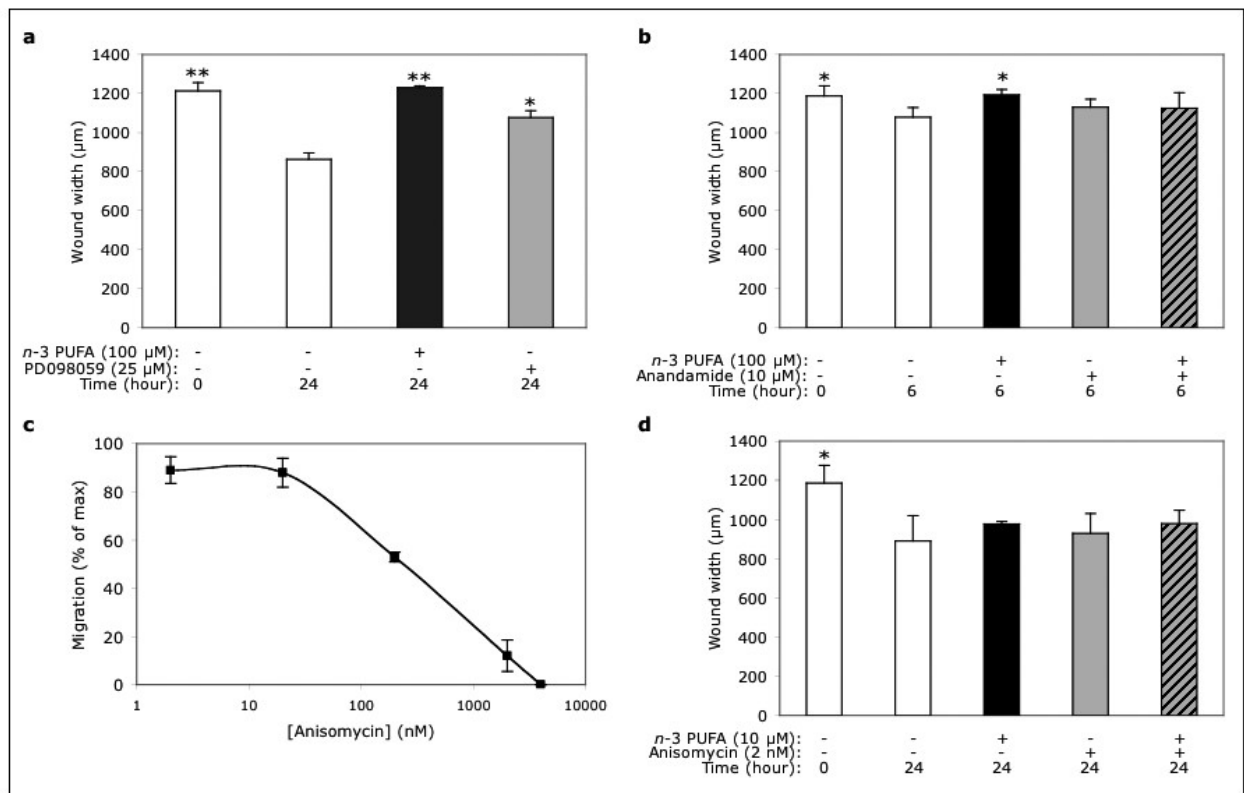 a
1400
1200
1000
800
600
400
200
0
Wound width (µm)
** ** *
n-3 PUFA (100 µM): - - + -
PD098059 (25 µM): - - - +
Time (hour): 0 24 24 24
b
1400
1200
1000
800
600
400
200
0
Wound width (µm)
* *
n-3 PUFA (100 µM): - - + - +
Anandamide (10 µM): - - - + +
Time (hour): 0 6 6 6 6
c
100
80
60
40
20
0
Migration (% of max)
1 10 100 1000 10000
[Anisomycin] (nM)
d
1400
1200
1000
800
600
400
200
0
Wound width (µm)
*
n-3 PUFA (10 µM): - - + - +
Anisomycin (2 nM): - - - + +
Time (hour): 0 24 24 24 24